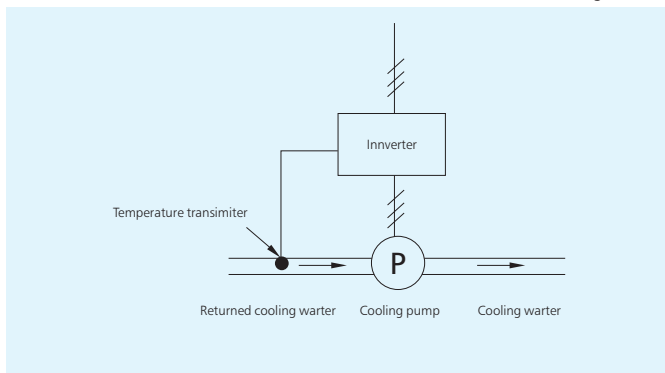 Innverter
Temperature transimiter
P
Returned cooling warter
Cooling pump
Cooling warter